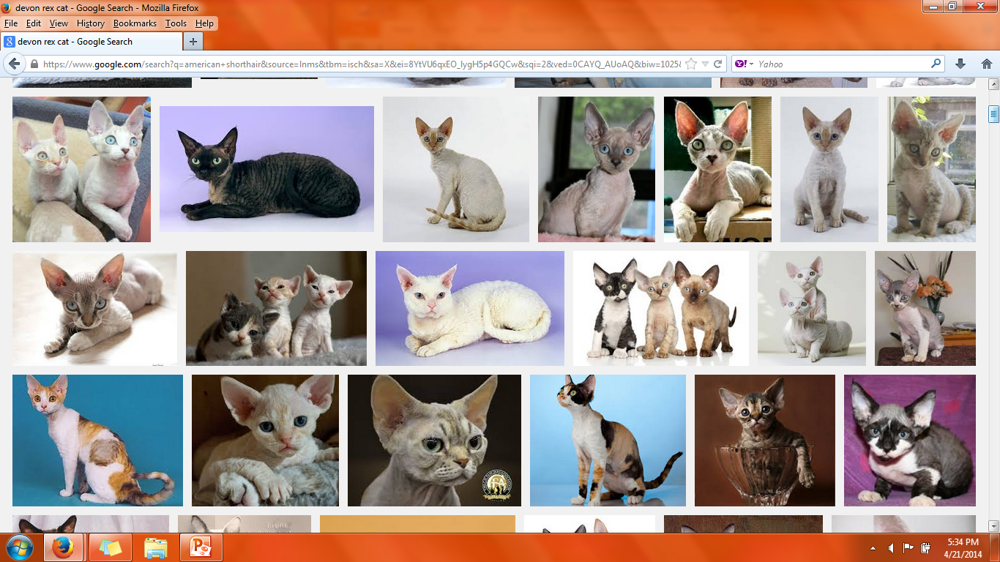 devon rex cat - Google Search - Mozilla Firefox
File Edit View History Bookmarks Tools Help
devon rex cat - Google Search
https://www.google.com/search?q=american+shorthair&source=lnms&tbm=isch&sa=X&ei=8YtVU6qxEO_IygH5p4GQCw&sqi=2&ved=0CAYQ_AUoAQ&biw=1025&
Yahoo
5:34 PM
4/21/2014